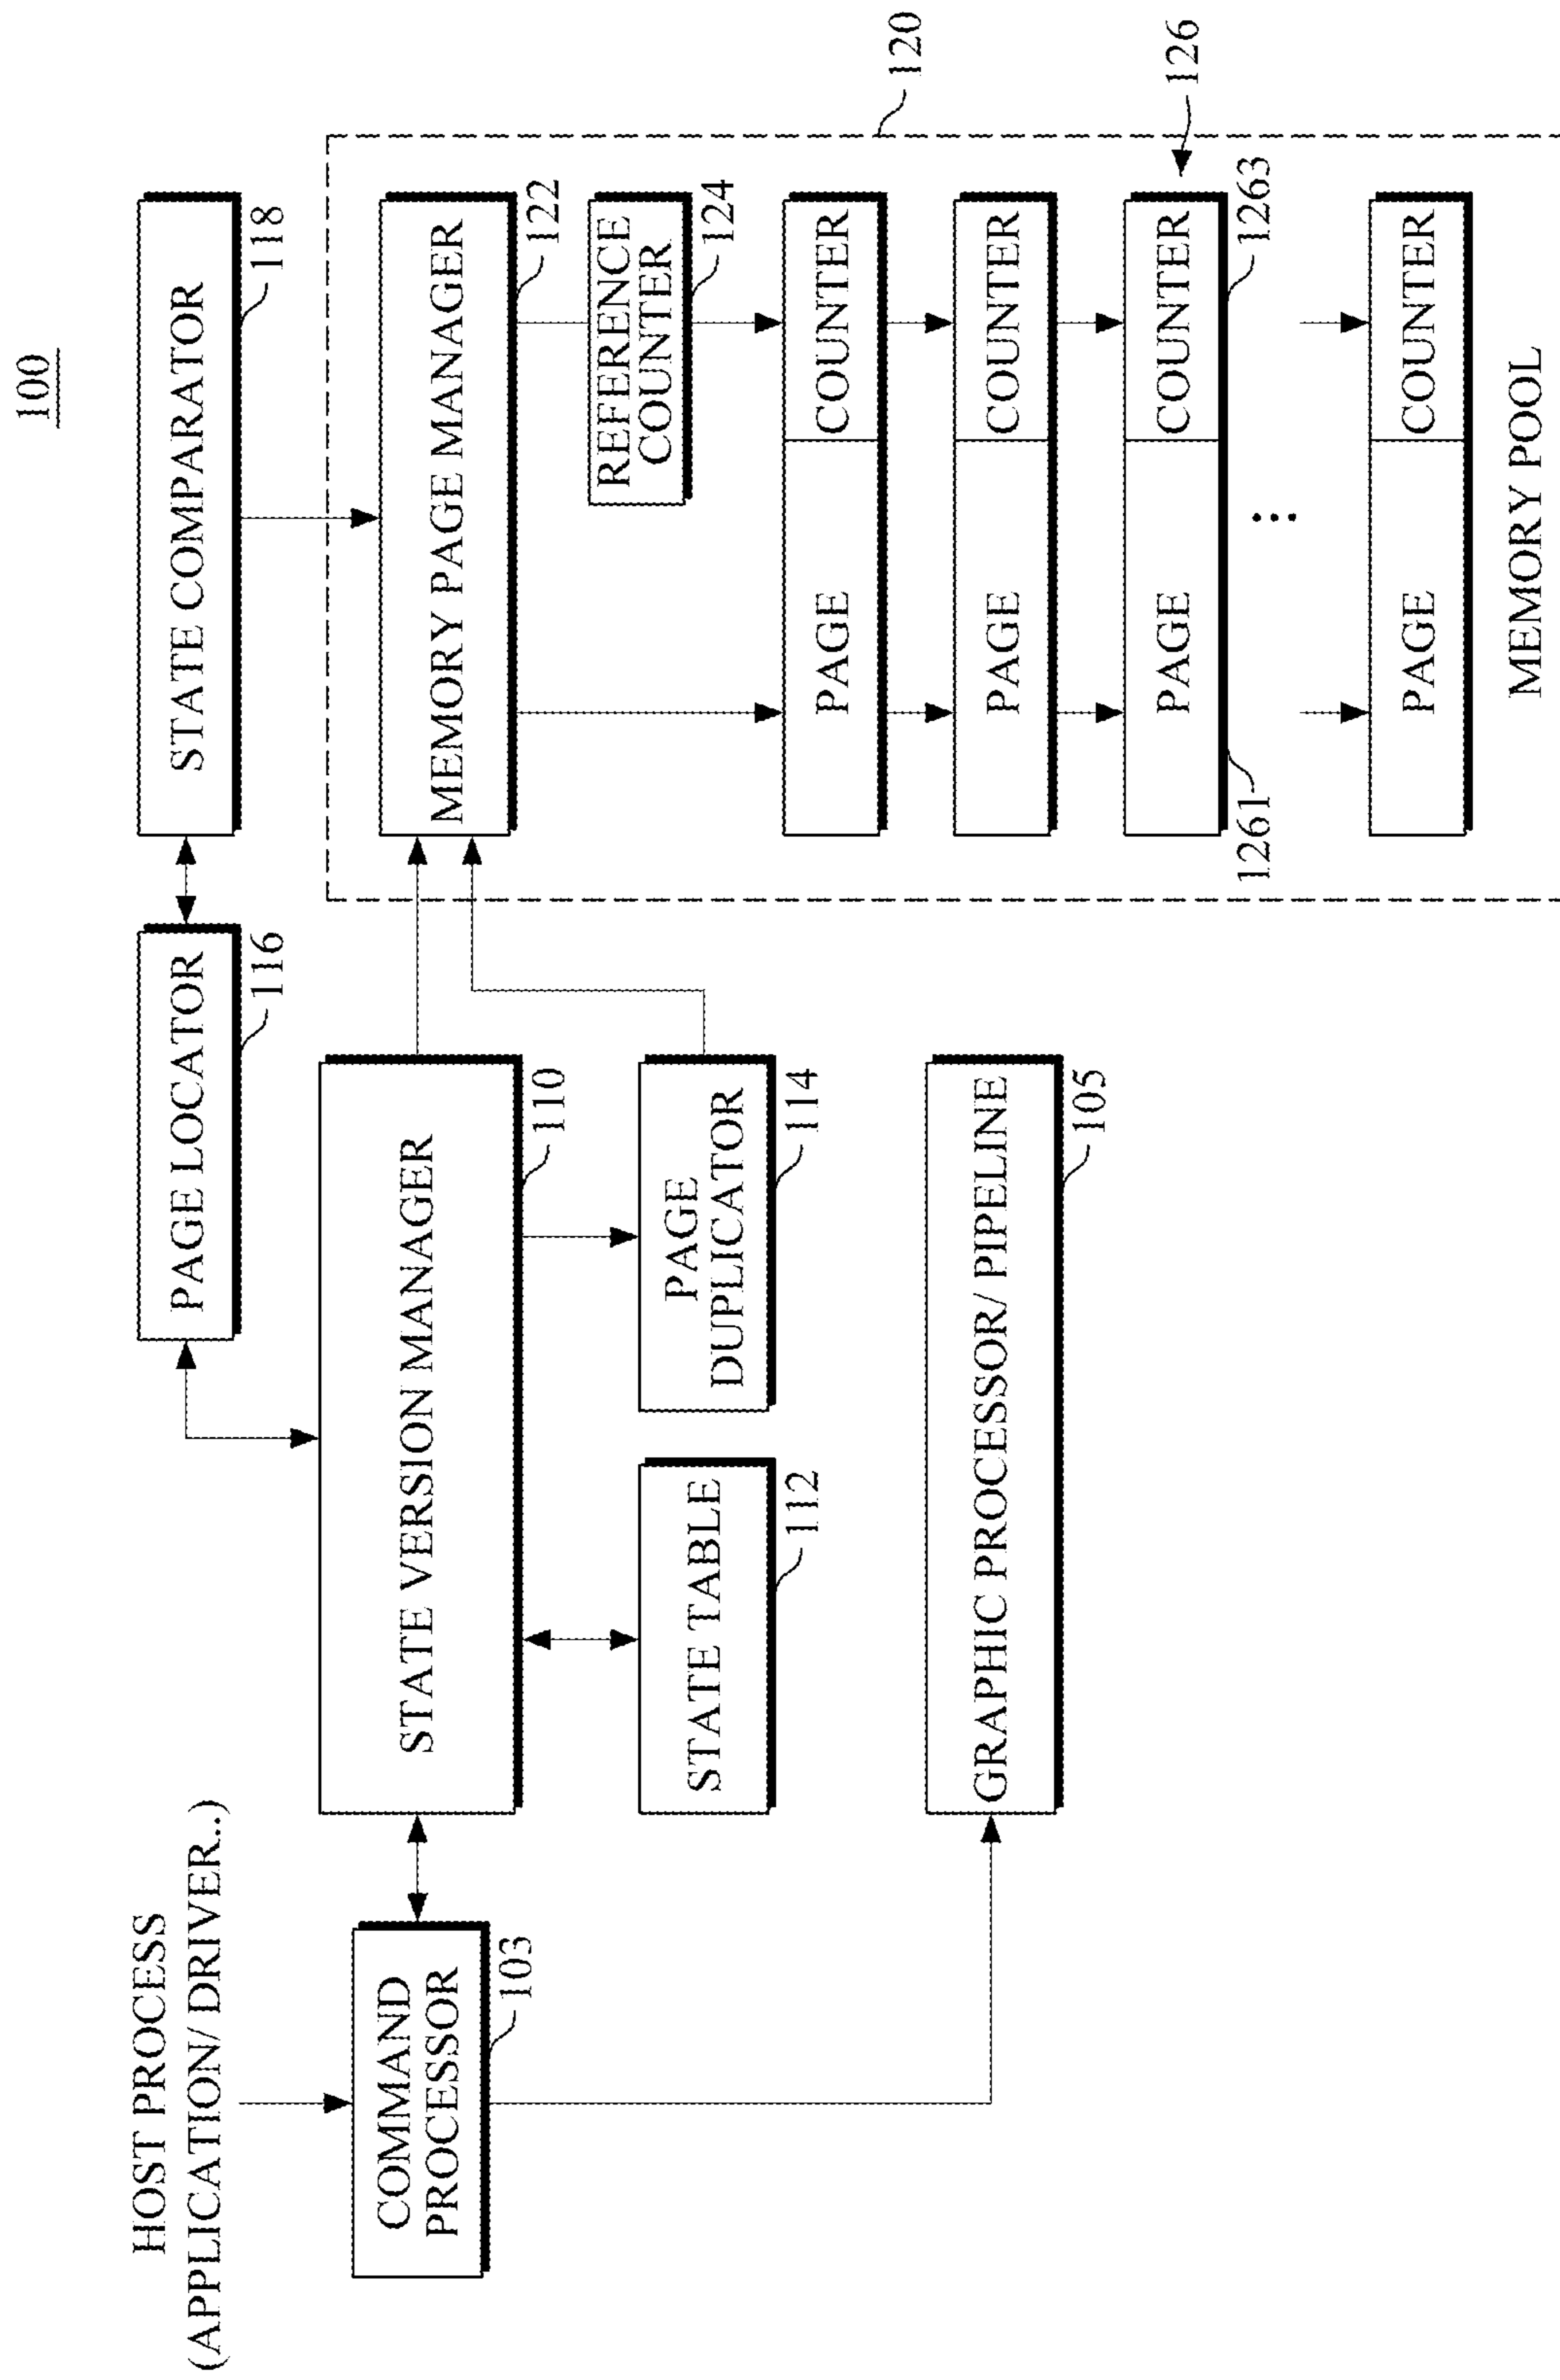 100
HOST PROCESS
(APPLICATION/ DRIVER..)
COMMAND
PROCESSOR
103
STATE VERSION MANAGER
110
STATE TABLE
112
PAGE
DUPLICATOR
114
GRAPHIC PROCESSOR/ PIPELINE
105
PAGE LOCATOR
116
STATE COMPARATOR
118
120
MEMORY PAGE MANAGER
122
REFERENCE
COUNTER
124
PAGE COUNTER
PAGE COUNTER
126
PAGE COUNTER
1261 1263
PAGE COUNTER
MEMORY POOL